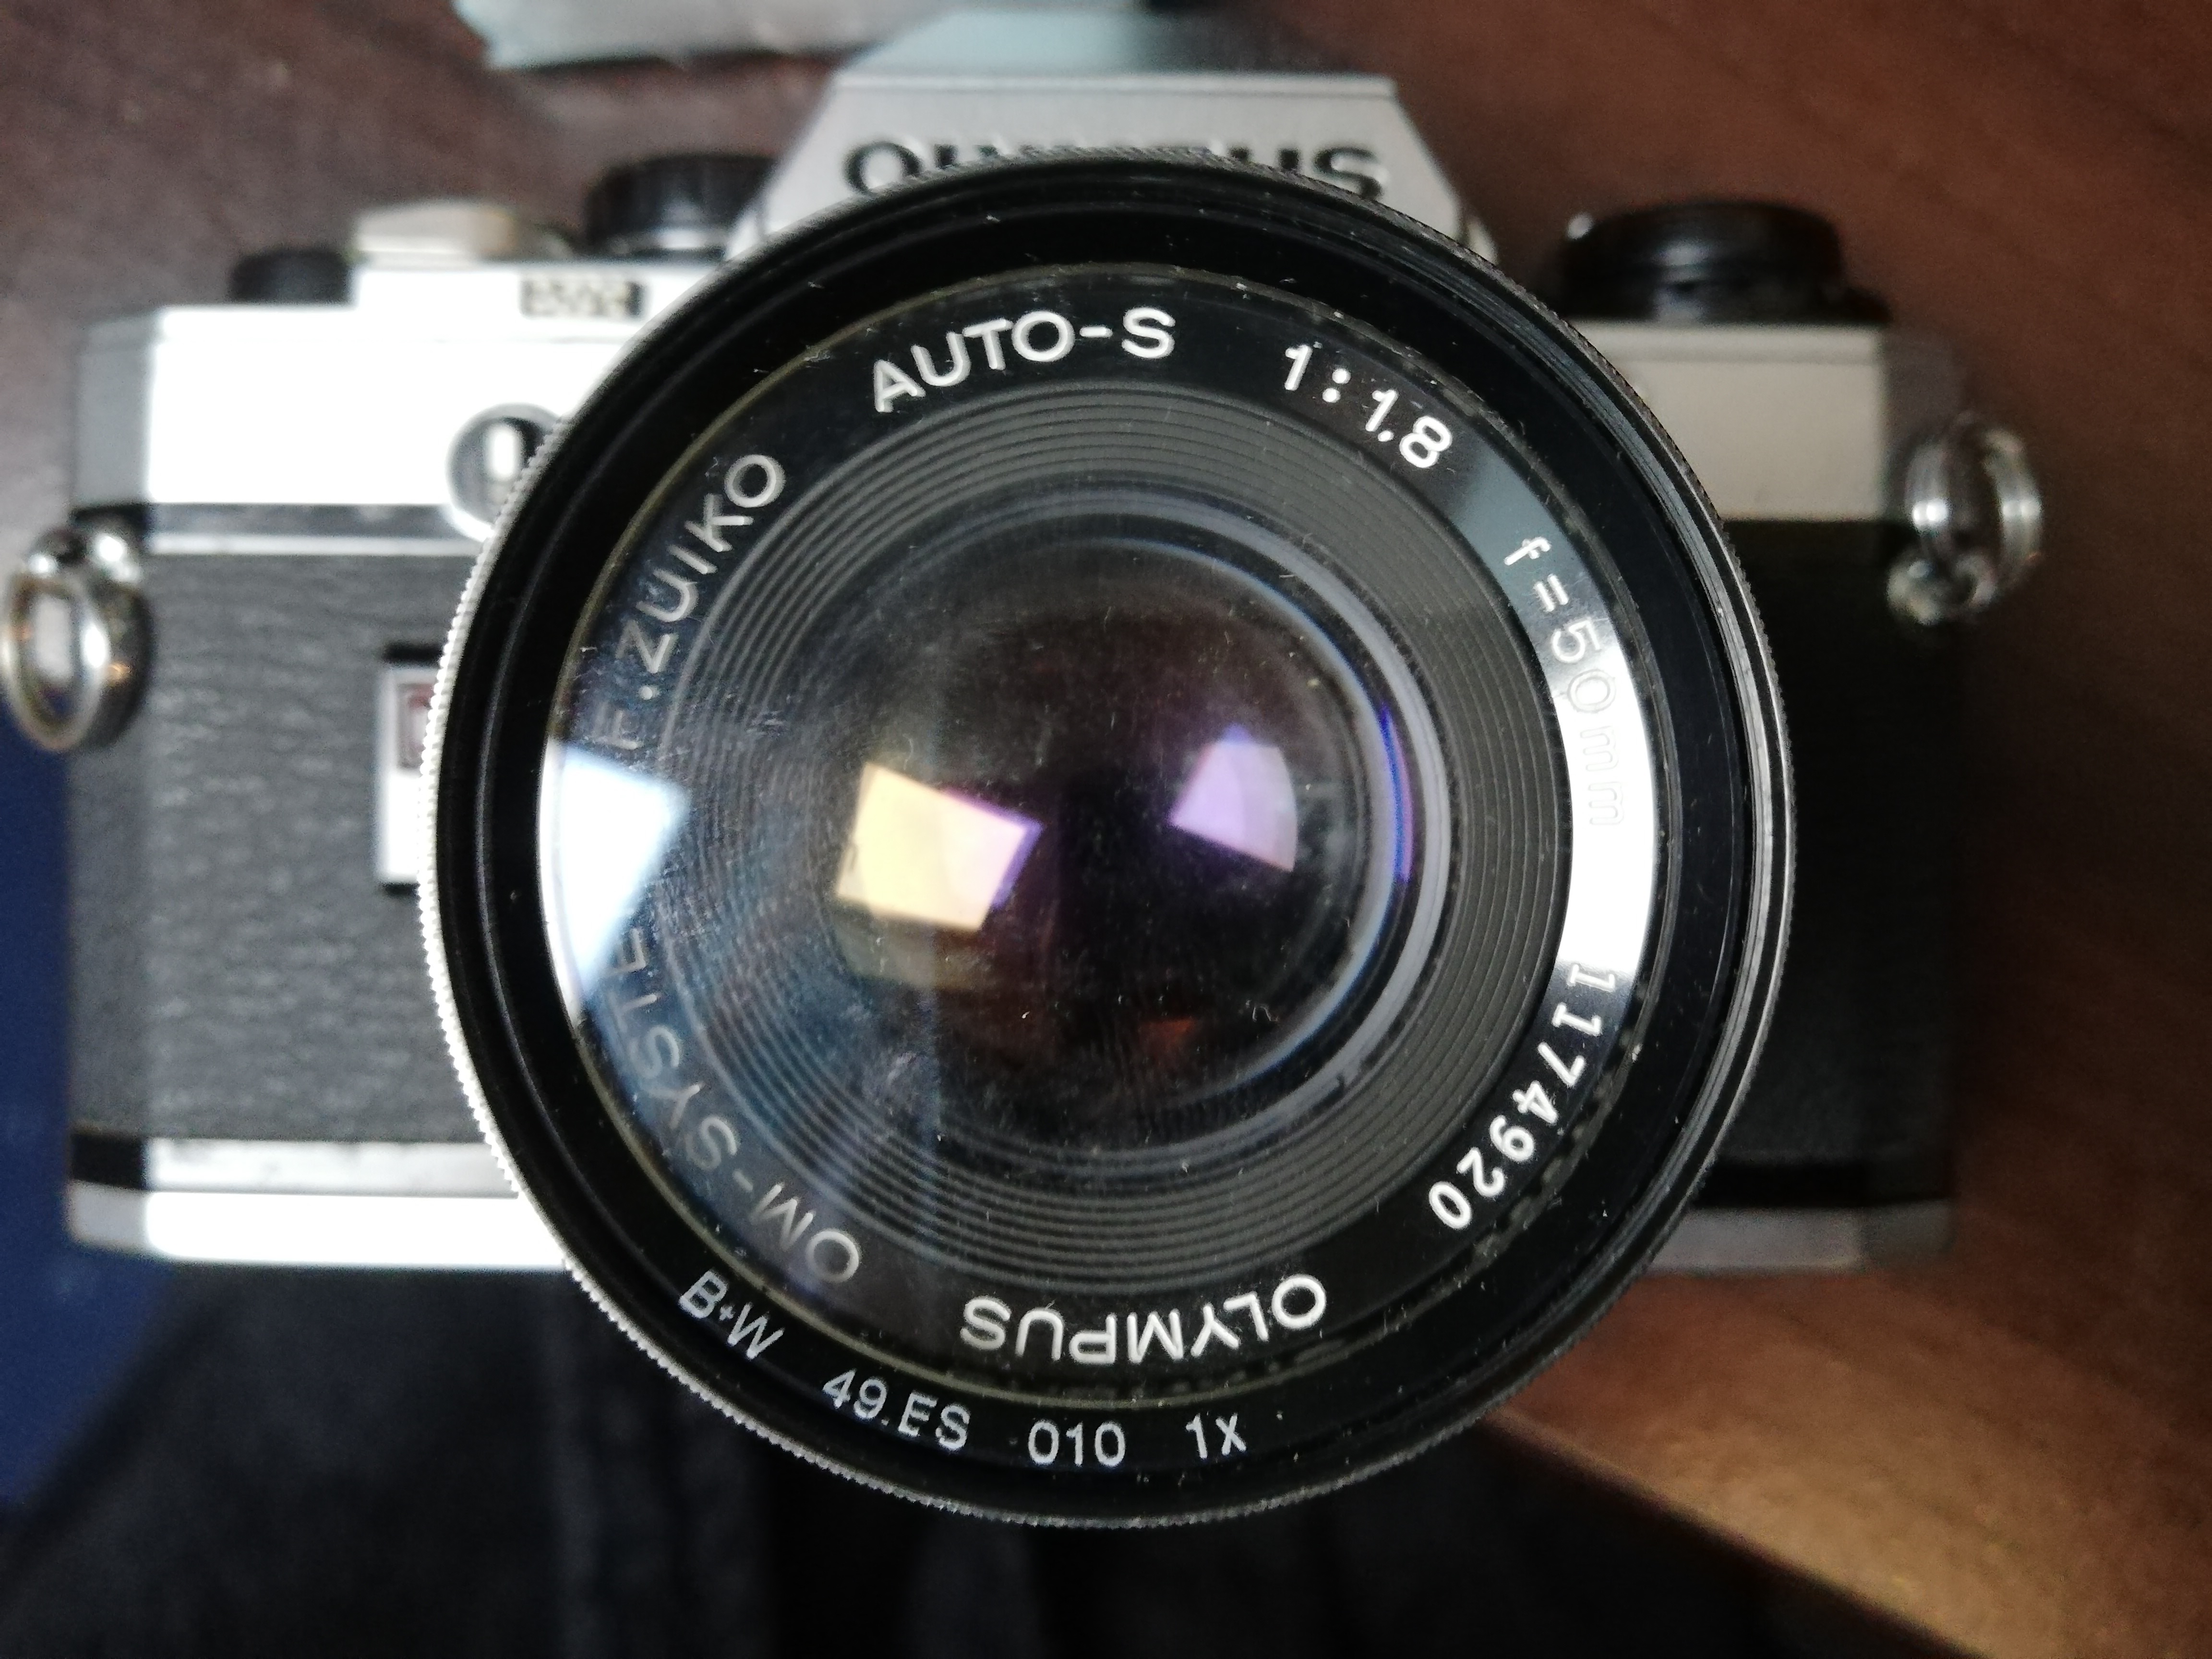 OLYMPUS
OLYMPUS OM-SYSTEM F.ZUIKO AUTO-S 1:1.8 f=50mm 1174920
B+W 49.ES 010 1x